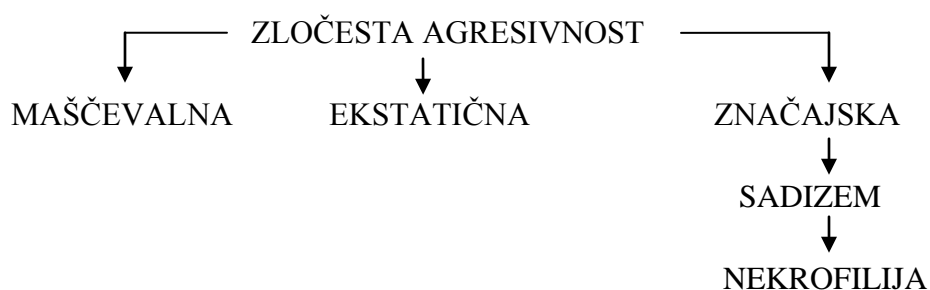 ZLOČESTA AGRESIVNOST
MAŠČEVALNA EKSTATIČNA ZNAČAJSKA
SADIZEM
NEKROFILIJA